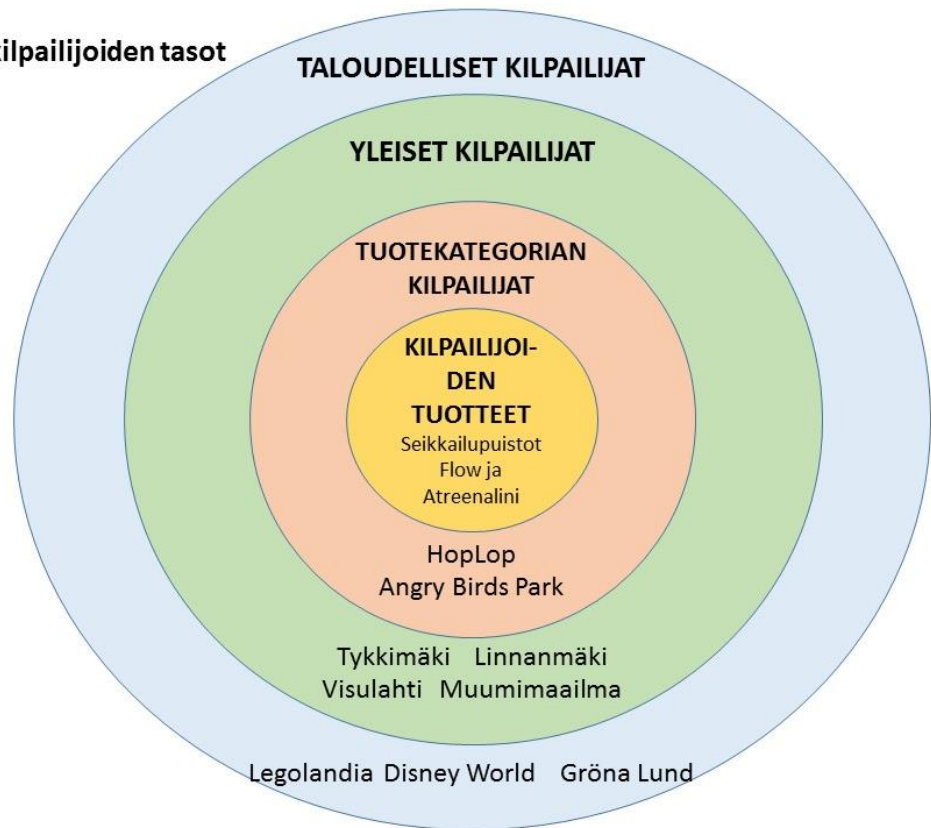 kilpailijoiden tasot
TALOUDELLISET KILPAILIJAT
YLEISET KILPAILIJAT
TUOTEKATEGORIAN
KILPAILIJAT
KILPAILIJOI-
DEN
TUOTTEET
Seikkailupuistot
Flow ja
Atreenalini
HopLop
Angry Birds Park
Tykkimäki Linnanmäki
Visulahti Muumimaailma
Legolandia Disney World Gröna Lund